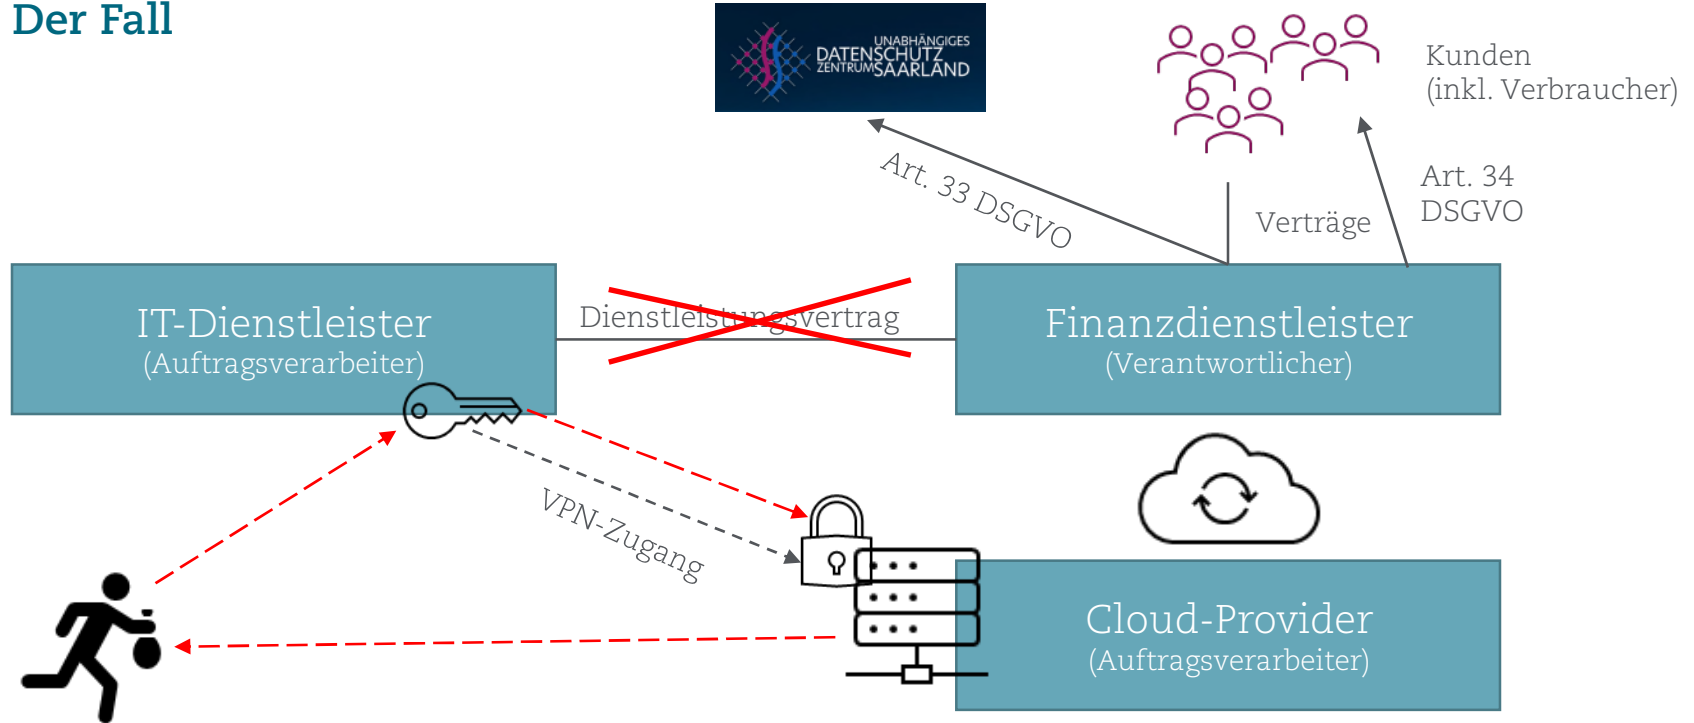 Der Fall
UNABHÄNGIGES
DATENSCHUTZ
ZENTRUM SAARLAND
Kunden
(inkl. Verbraucher)
Art. 33 DSGVO
Art. 34
DSGVO
Verträge
IT-Dienstleister
(Auftragsverarbeiter)
Dienstleistungsvertrag
Finanzdienstleister
(Verantwortlicher)
VPN-Zugang
Cloud-Provider
(Auftragsverarbeiter)